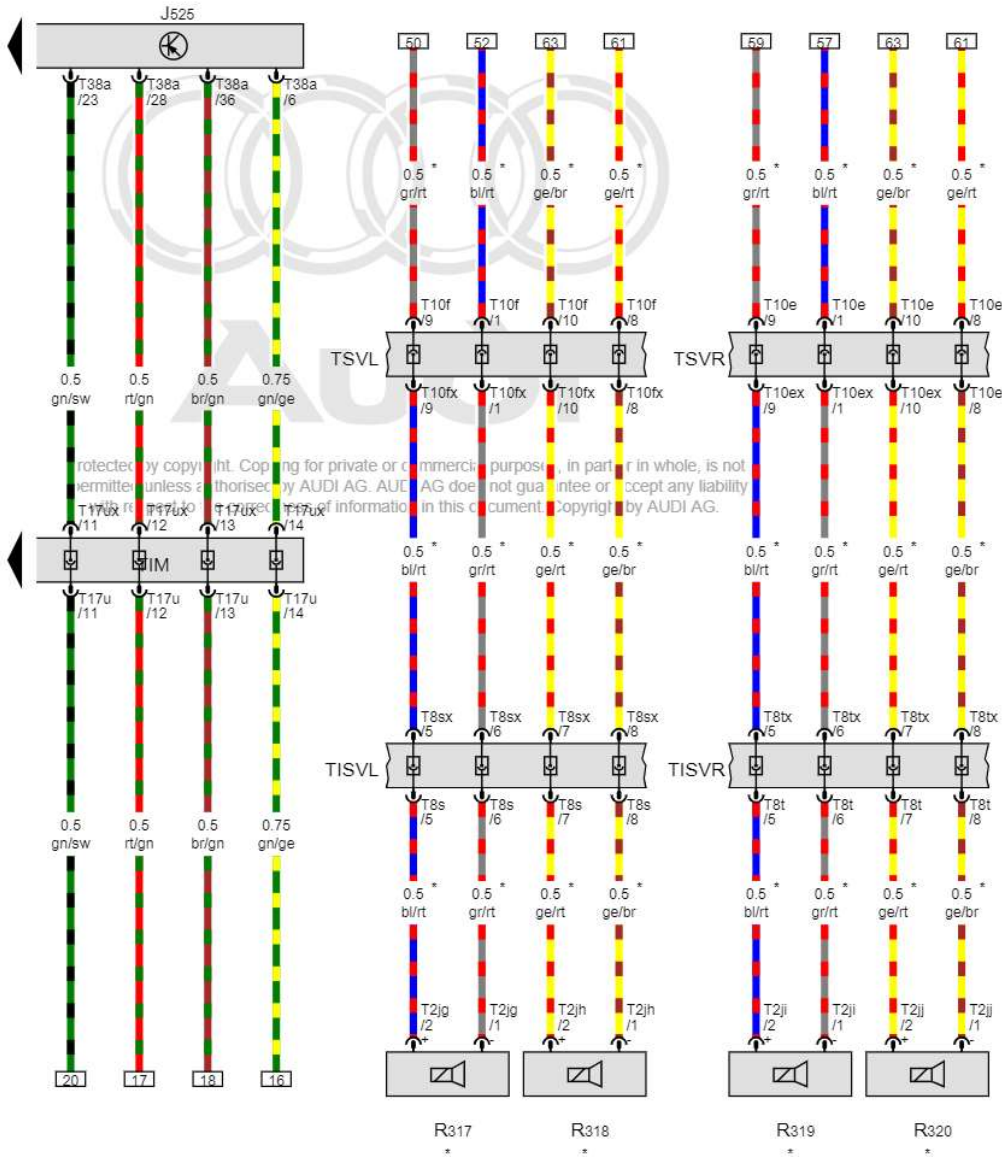 J525
50 52 63 61 59 57 63 61
T38a T38a T38a T38a
/23 /28 /36 /6
* * * * * * * *
0.5 0.5 0.5 0.5 0.5 0.5 0.5 0.5
gr/rt bl/rt ge/br ge/rt gr/rt bl/rt ge/br ge/rt
T10f T10f T10f T10f T10e T10e T10e T10e
/9 /1 /10 /8 /9 /1 /10 /8
AUDI
TSVL TSVR
0.5 0.5 0.5 0.75
gn/sw rt/gn br/gn gn/ge
T10fx T10fx T10fx T10fx T10ex T10ex T10ex T10e
/9 /1 /10 /8 /9 /1 /10 /8
for private or purpose, in part or in whole, is not
unless by AUDI AG. AUDI AG does not guarantee or accept any liability
with respect to the of information in this document. Copyright by AUDI AG.
T17ux T17ux T17ux T17ux
/11 /12 /13 /14
TIM
* * * * * * * *
0.5 0.5 0.5 0.5 0.5 0.5 0.5 0.5
bl/rt gr/rt ge/rt ge/br bl/rt gr/rt ge/rt ge/br
T17u T17u T17u T17u
/11 /12 /13 /14
T8sx T8sx T8sx T8sx T8tx T8tx T8tx T8tx
/5 /6 /7 /8 /5 /6 /7 /8
TISVL TISVR
T8s T8s T8s T8s T8t T8t T8t T8t
/5 /6 /7 /8 /5 /6 /7 /8
0.5 0.5 0.5 0.75
gn/sw rt/gn br/gn gn/ge
* * * * * * * *
0.5 0.5 0.5 0.5 0.5 0.5 0.5 0.5
bl/rt gr/rt ge/rt ge/br bl/rt gr/rt ge/rt ge/br
T2jg T2jg T2jh T2jh T2ji T2ji T2jj T2jj
/2 /1 /2 /1 /2 /1 /2 /1
+ - + - + - + -
20 17 18 16
R317 R318 R319 R320
* * * *